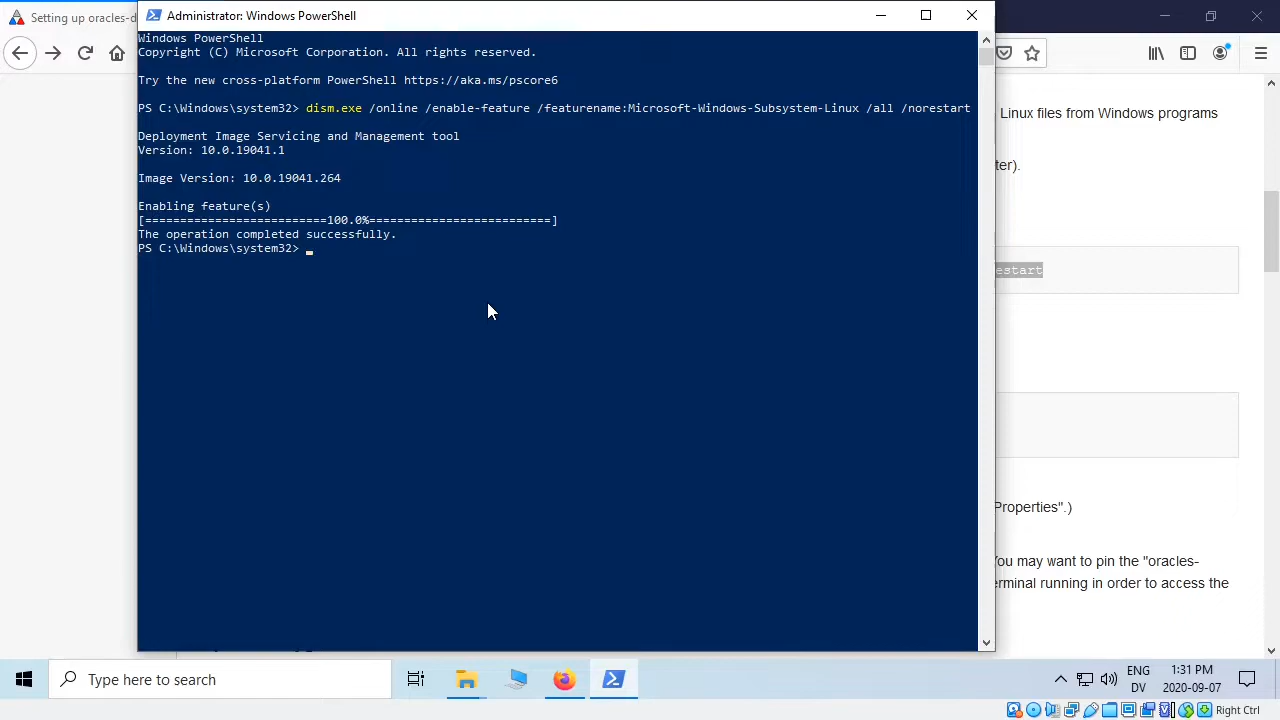 Setting up oracles-d
Administrator: Windows PowerShell
Windows PowerShell
Copyright (C) Microsoft Corporation. All rights reserved.
Try the new cross-platform PowerShell https://aka.ms/pscore6
PS C:\Windows\system32> dism.exe /online /enable-feature /featurename:Microsoft-Windows-Subsystem-Linux /all /norestart
Deployment Image Servicing and Management tool
Version: 10.0.19041.1
Image Version: 10.0.19041.264
Enabling feature(s)
[==========================100.0%==========================]
The operation completed successfully.
PS C:\Windows\system32>
Linux files from Windows programs
ter).
estart
Properties".)
You may want to pin the "oracles-
erminal running in order to access the
Type here to search
ENG
DV
1:31 PM
2020-09-07
Right Ctrl